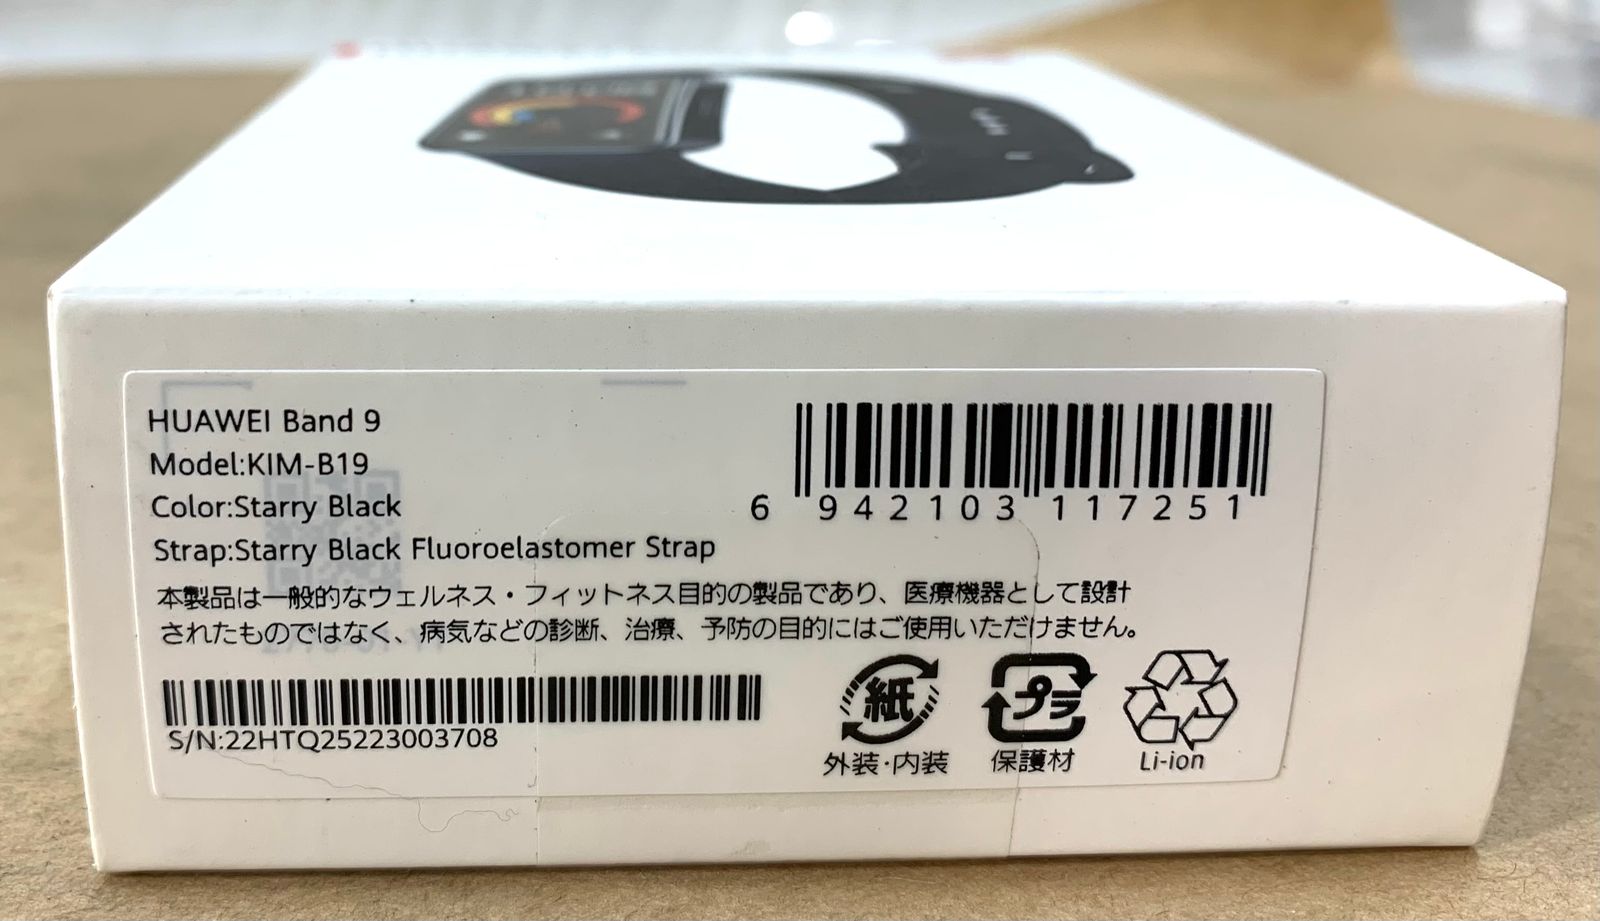 HUAWEI Band 9
Model:KIM-B19
Color:Starry Black
Strap:Starry Black Fluoroelastomer Strap
6 942103 117251
本製品は一般的なウェルネス・フィットネス目的の製品であり、医療機器として設計
されたものではなく、病気などの診断、治療、予防の目的にはご使用いただけません。
S/N:22HTQ25223003708
紙
外装・内装
プラ
保護材
Li-ion